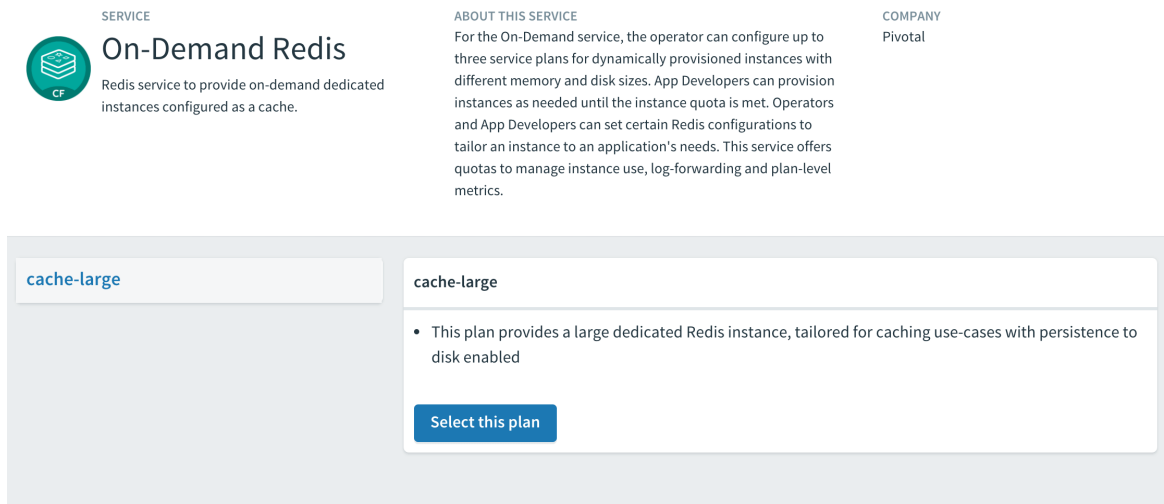 SERVICE
On-Demand Redis
Redis service to provide on-demand dedicated
instances configured as a cache.
CF
ABOUT THIS SERVICE
For the On-Demand service, the operator can configure up to
three service plans for dynamically provisioned instances with
different memory and disk sizes. App Developers can provision
instances as needed until the instance quota is met. Operators
and App Developers can set certain Redis configurations to
tailor an instance to an application's needs. This service offers
quotas to manage instance use, log-forwarding and plan-level
metrics.
COMPANY
Pivotal
cache-large
cache-large
• This plan provides a large dedicated Redis instance, tailored for caching use-cases with persistence to
disk enabled
Select this plan